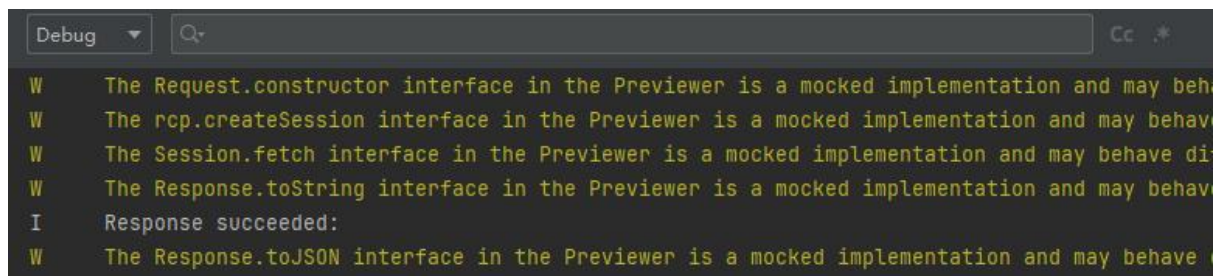 Debug Cc .*
W The Request.constructor interface in the Previewer is a mocked implementation and may beha
W The rcp.createSession interface in the Previewer is a mocked implementation and may behave
W The Session.fetch interface in the Previewer is a mocked implementation and may behave di
W The Response.toString interface in the Previewer is a mocked implementation and may behave
I Response succeeded:
W The Response.toJSON interface in the Previewer is a mocked implementation and may behave